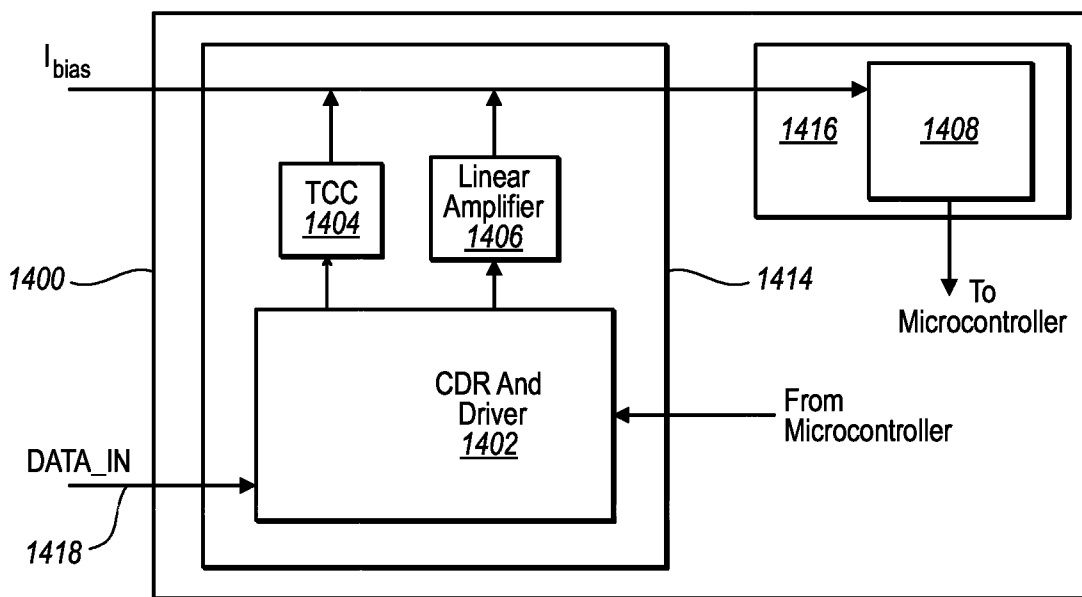 I_bias
TCC
1404
Linear
Amplifier
1406
1416
1408
1400
1414
To
Microcontroller
CDR And
Driver
1402
From
Microcontroller
DATA_IN
1418